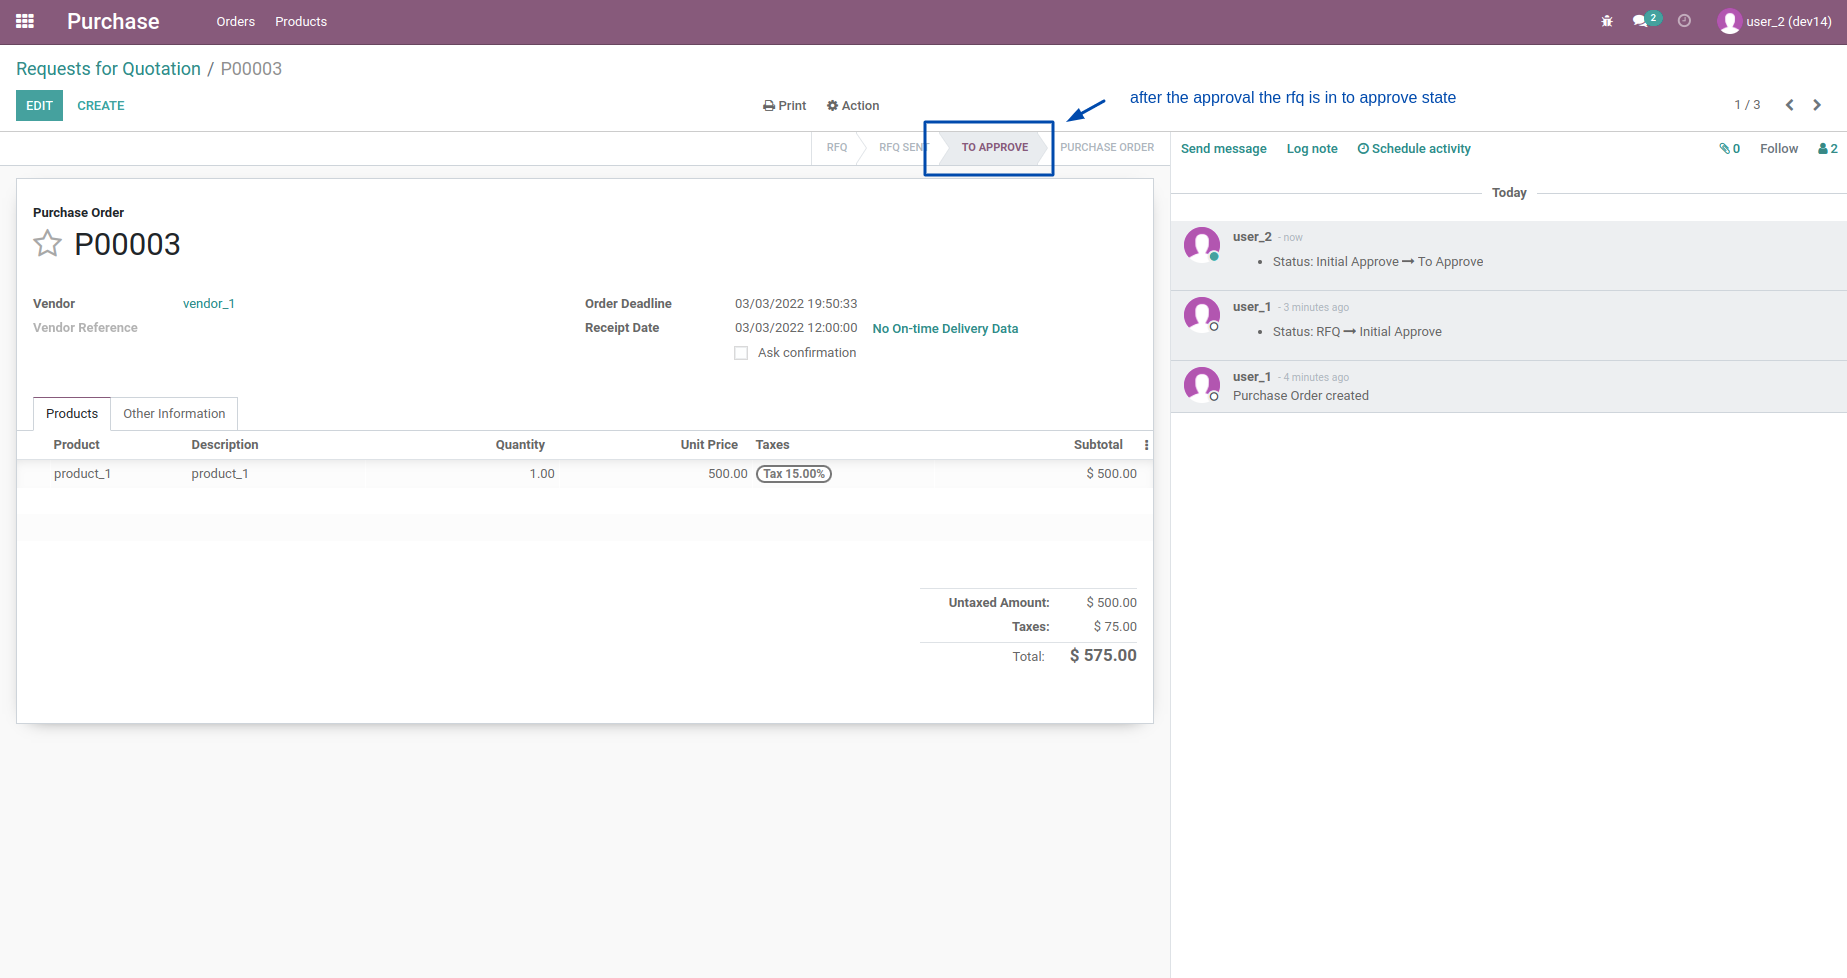 Purchase Orders Products 2 user_2 (dev14)
Requests for Quotation / P00003
EDIT CREATE Print Action after the approval the rfq is in to approve state 1 / 3
RFQ RFQ SENT TO APPROVE PURCHASE ORDER
Purchase Order
P00003
Vendor vendor_1 Order Deadline 03/03/2022 19:50:33
Vendor Reference Receipt Date 03/03/2022 12:00:00 No On-time Delivery Data
Ask confirmation
Products Other Information
Product Description Quantity Unit Price Taxes Subtotal
product_1 product_1 1.00 500.00 Tax 15.00% $ 500.00
Untaxed Amount: $ 500.00
Taxes: $ 75.00
Total: $ 575.00
Send message Log note Schedule activity 0 Follow 2
Today
user_2 - now
• Status: Initial Approve → To Approve
user_1 - 3 minutes ago
• Status: RFQ → Initial Approve
user_1 - 4 minutes ago
Purchase Order created